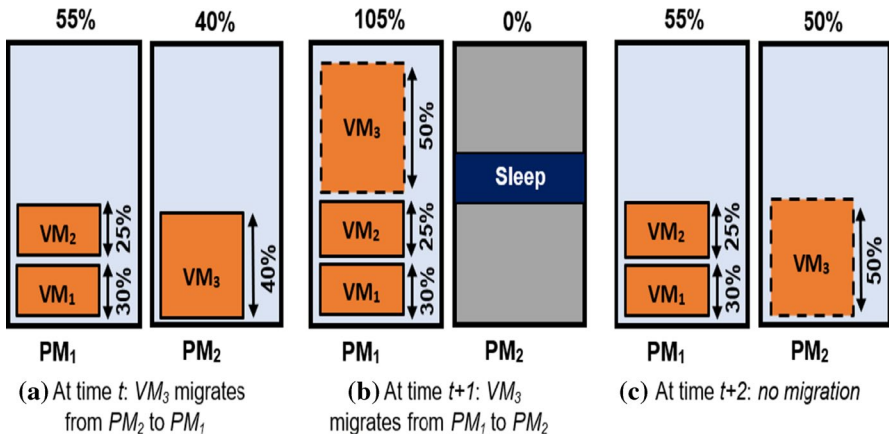 55% 40% 105% 0% 55% 50%
VM₃
50%
Sleep
VM₂ 25% VM₃ 40% VM₂ 25% VM₂ 25% VM₃ 50%
VM₁ 30% VM₁ 30% VM₁ 30%
PM₁ PM₂ PM₁ PM₂ PM₁ PM₂
(a) At time t: VM₃ migrates
from PM₂ to PM₁
(b) At time t+1: VM₃
migrates from PM₁ to PM₂
(c) At time t+2: no migration